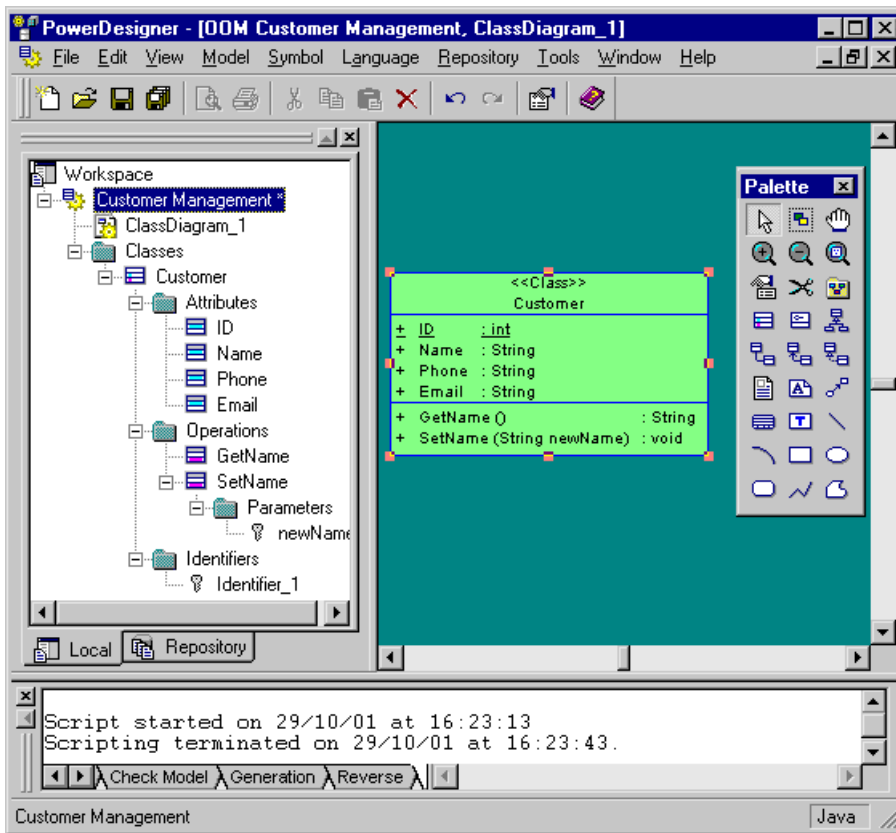 PowerDesigner - [OOM Customer Management, ClassDiagram_1]
File Edit View Model Symbol Language Repository Tools Window Help
Workspace
Customer Management *
ClassDiagram_1
Classes
Customer
Attributes
ID
Name
Phone
Email
Operations
GetName
SetName
Parameters
newName
Identifiers
Identifier_1
Local Repository
<<Class>>
Customer
+ ID : int
+ Name : String
+ Phone : String
+ Email : String
+ GetName () : String
+ SetName (String newName) : void
Palette
Script started on 29/10/01 at 16:23:13
Scripting terminated on 29/10/01 at 16:23:43.
Check Model Generation Reverse
Customer Management Java